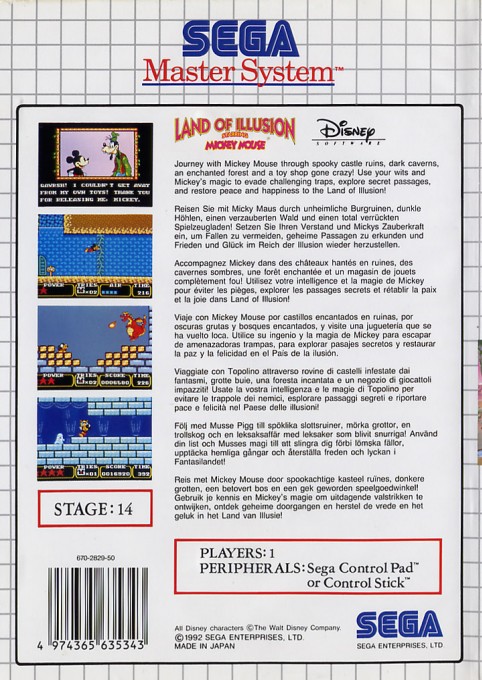 SEGA
Master System™
LAND OF ILLUSION
STARRING
MICKEY MOUSE
Disney
SOFTWARE
GAWRSH! I COULDN'T GET AWAY
FROM MY OWN TOYS! THANK YOU
FOR RELEASING ME, MICKEY.
Journey with Mickey Mouse through spooky castle ruins, dark caverns,
an enchanted forest and a toy shop gone crazy! Use your wits and
Mickey's magic to evade challenging traps, explore secret passages,
and restore peace and happiness to the Land of Illusion!
Reisen Sie mit Micky Maus durch unheimliche Burgruinen, dunkle
Höhlen, einen verzauberten Wald und einen total verrückten
Spielzeugladen! Setzen Sie Ihren Verstand und Mickys Zauberkraft
ein, um Fallen zu vermeiden, geheime Passagen zu erkunden und
Frieden und Glück im Reich der Illusion wieder herzustellen.
Accompagnez Mickey dans des châteaux hantés en ruines, des
cavernes sombres, une forêt enchantée et un magasin de jouets
complètement fou! Utilisez votre intelligence et la magie de Mickey
pour éviter les pièges, explorer les passages secrets et rétablir la paix
et la joie dans Land of Illusion!
Viaje con Mickey Mouse por castillos encantados en ruinas, por
oscuras grutas y bosques encantados, y visite una juguetería que se
ha vuelto loca. Utilice su ingenio y la magia de Mickey para escapar
de amenazadoras trampas, para explorar pasajes secretos y restaurar
la paz y la felicidad en el País de la ilusión.
Viaggiate con Topolino attraverso rovine di castelli infestate dai
fantasmi, grotte buie, una foresta incantata e un negozio di giocattoli
impazziti! Usate la vostra intelligenza e le magie di Topolino per
evitare le trappole dei nemici, esplorare passaggi segreti e riportare
pace e felicità nel Paese delle illusioni!
Följ med Musse Pigg till spöklika slottsruiner, mörka grottor, en
trollskog och en leksaksaffär med leksaker som blivit snurriga! Använd
din list och Musses magi till att slingra dig förbi lömska fällor,
upptäcka hemliga gångar och återställa freden och lyckan i
Fantasilandet!
Reis met Mickey Mouse door spookachtige kasteel ruïnes, donkere
grotten, een betovert bos en een gek geworden speelgoedwinkel!
Gebruik je kennis en Mickey's magie om uitdagende valstrikken te
ontwijken, ontdek geheime doorgangen en herstel de vrede en het
geluk in het Land van Illusie!
POWER TRIES AIR TIME
×02 216
POWER TRIES SCORE TIME
×02 0006580 226
POWER TRIES SCORE TIME
×01 0016920 392
STAGE: 14
PLAYERS: 1
PERIPHERALS: Sega Control Pad™
or Control Stick™
670-2829-50
4 974365 635343
All Disney characters ©The Walt Disney Company.
©1992 SEGA ENTERPRISES, LTD.
MADE IN JAPAN
SEGA
SEGA ENTERPRISES, LTD.